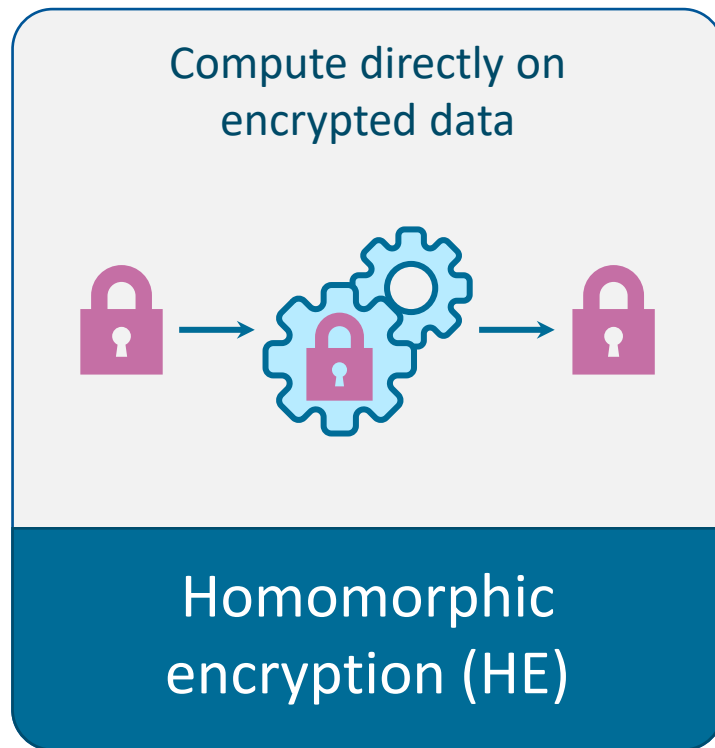 Compute directly on
encrypted data
Homomorphic
encryption (HE)